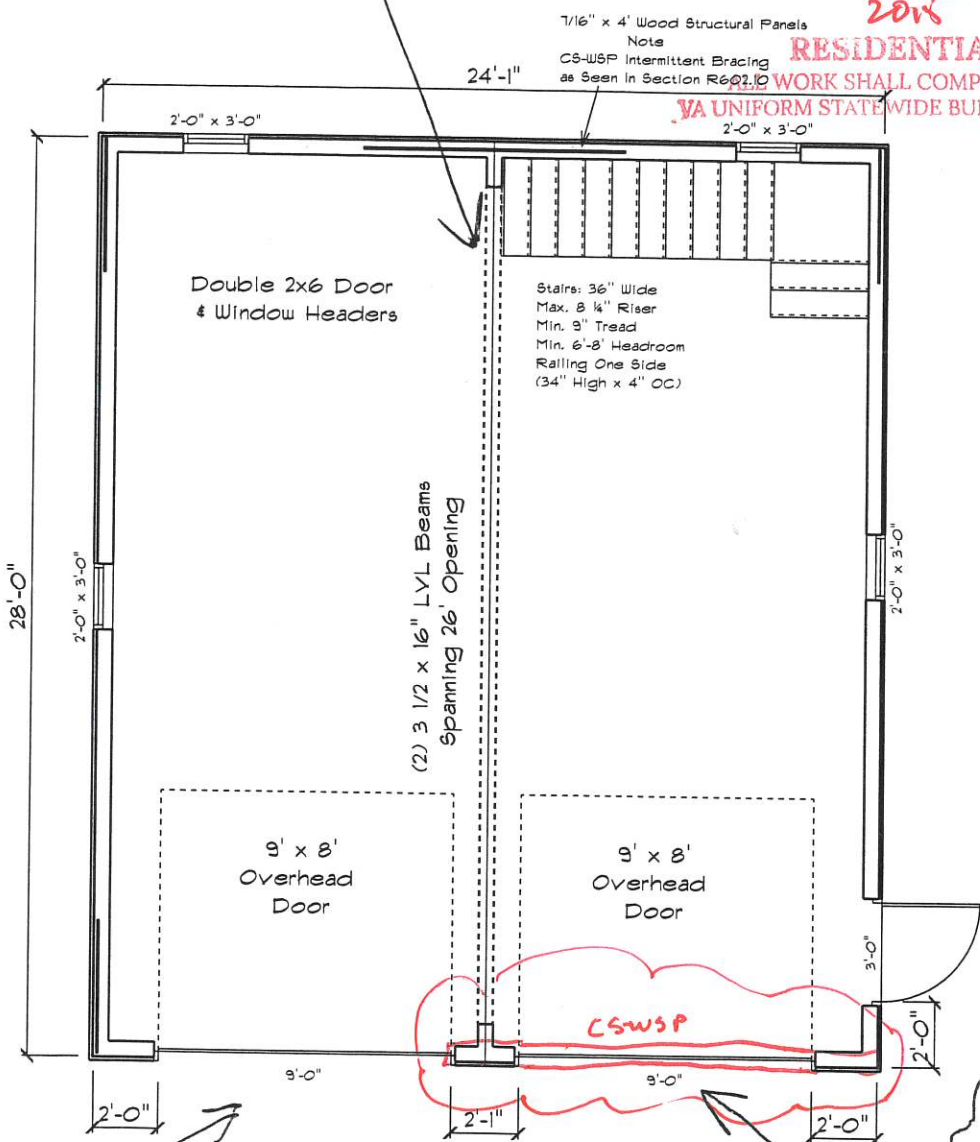 7/16" x 4' Wood Structural Panels
Note
CS-WSP Intermittent Bracing
as Seen in Section R602.10
2018
RESIDENTIA
ALL WORK SHALL COMP
VA UNIFORM STATEWIDE BUI
24'-1"
2'-0" x 3'-0"
2'-0" x 3'-0"
Double 2x6 Door
& Window Headers
Stairs: 36" Wide
Max. 8 ¼" Riser
Min. 9" Tread
Min. 6'-8' Headroom
Railing One Side
(34" High x 4" OC)
28'-0"
2'-0" x 3'-0"
(2) 3 1/2 x 16" LVL Beams
Spanning 26' Opening
2'-0" x 3'-0"
9' x 8'
Overhead
Door
9' x 8'
Overhead
Door
3'-0"
CS-WSP
2'-0"
9'-0"
9'-0"
2'-0"
2'-1"
2'-0"